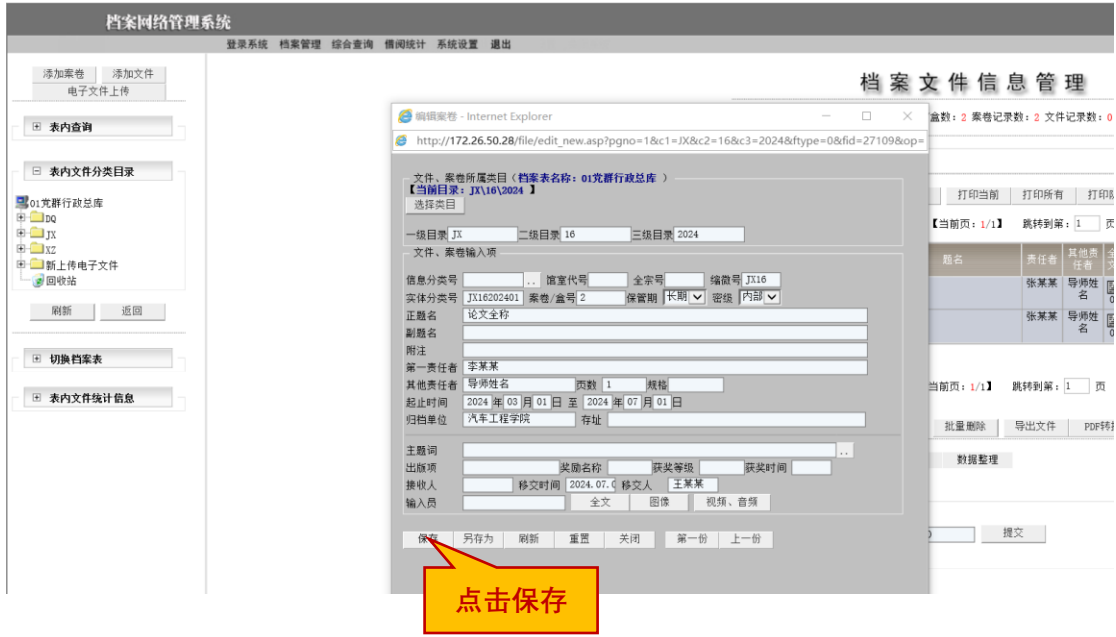 档案网络管理系统
登录系统 档案管理 综合查询 借阅统计 系统设置 退出
添加案卷 添加文件
电子文件上传
表内查询
表内文件分类目录
01党群行政总库
DQ
JX
XZ
新上传电子文件
回收站
刷新 返回
切换档案表
表内文件统计信息
档案文件信息管理
盒数: 2 案卷记录数: 2 文件记录数: 0
打印当前 打印所有
【当前页: 1/1】 跳转到第: 1 页
题名 责任者 其他责任者
张某某 导师姓名
张某某 导师姓名
当前页: 1/1】 跳转到第: 1 页
批量删除 导出文件
数据整理
提交
编辑案卷 - Internet Explorer
http://172.26.50.28/file/edit_new.asp?pgno=1&c1=JX&c2=16&c3=2024&ftype=0&fid=27109&op=
文件、案卷所属类目(档案表名称: 01党群行政总库 )
【当前目录: JX\16\2024 】
选择类目
一级目录 JX 二级目录 16 三级目录 2024
文件、案卷输入项
信息分类号 .. 馆室代号 全宗号 缩微号 JX16
实体分类号 JX16202401 案卷/盒号 2 保管期 长期 密级 内部
正题名 论文全称
副题名
附注
第一责任者 李某某
其他责任者 导师姓名 页数 1 规格
起止时间 2024 年 03 月 01 日 至 2024 年 07 月 01 日
归档单位 汽车工程学院 存址
主题词 ..
出版项 奖励名称 获奖等级 获奖时间
接收人 移交时间 2024.07.0 移交人 王某某
输入员 全文 图像 视频、音频
保存 另存为 刷新 重置 关闭 第一份 上一份
点击保存